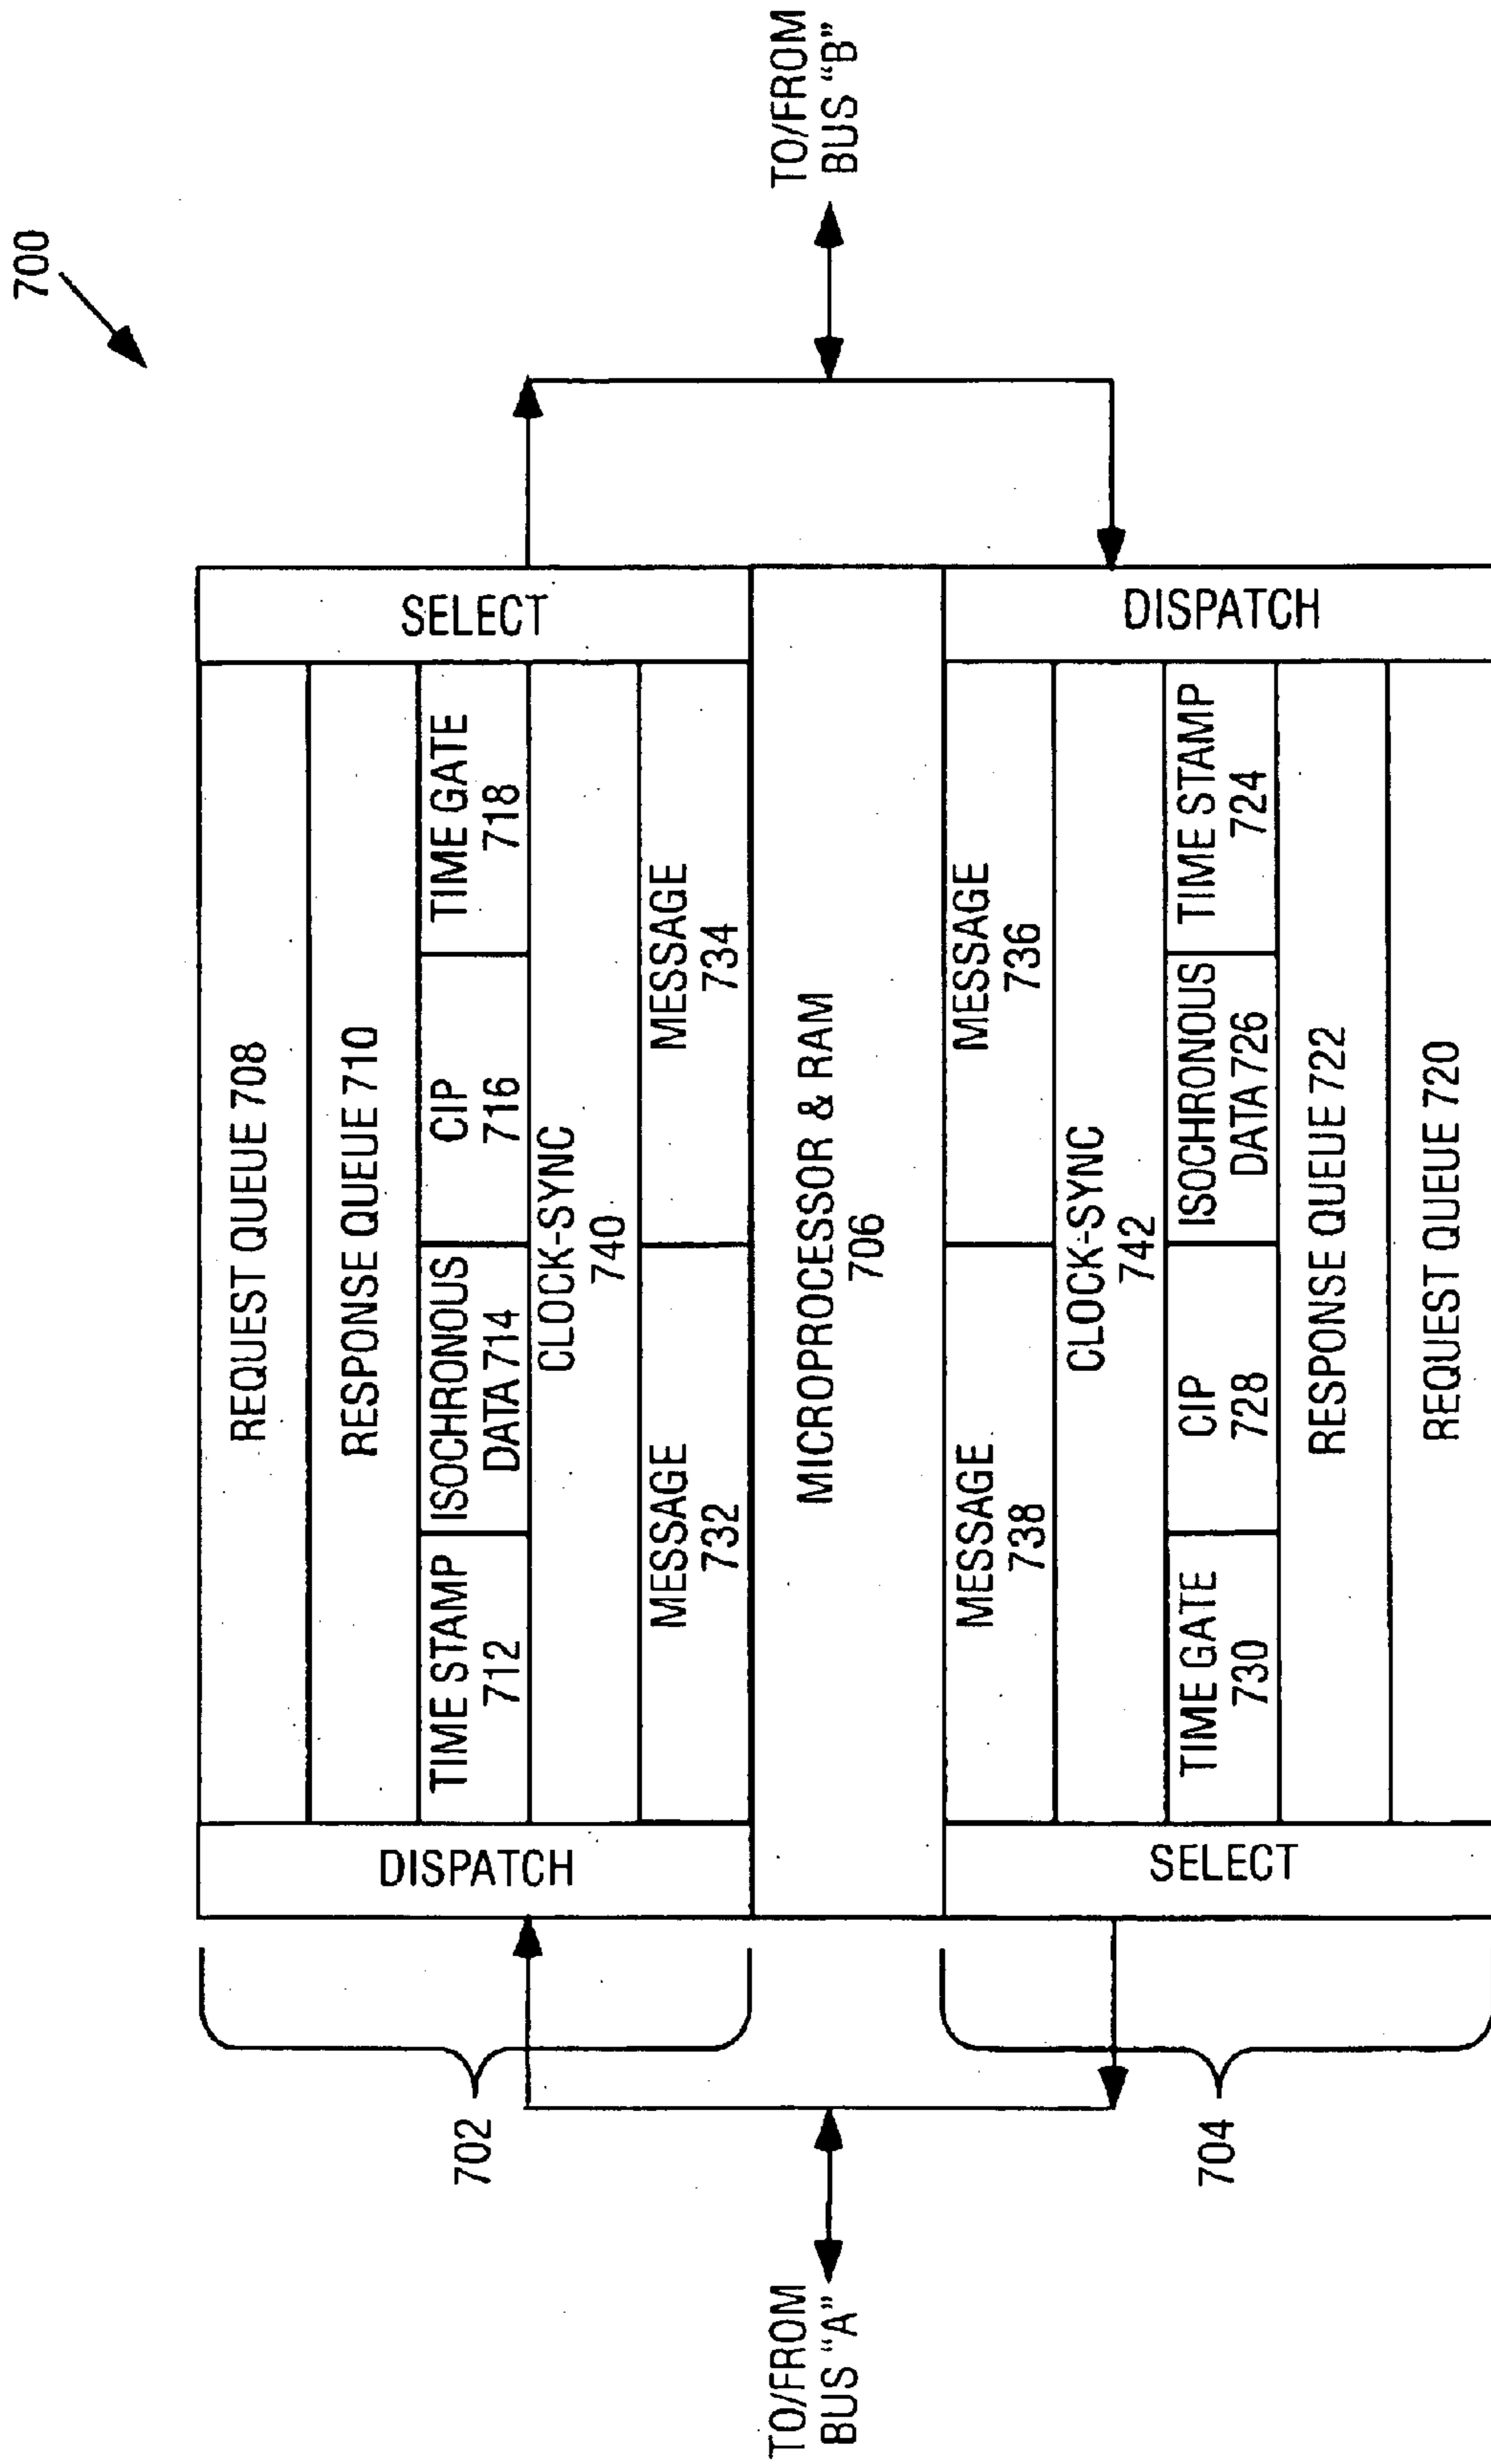 700
702
DISPATCH
REQUEST QUEUE 708
RESPONSE QUEUE 710
TIME STAMP
712
ISOCHRONOUS
DATA 714
CIP
716
TIME GATE
718
CLOCK-SYNC
740
MESSAGE
732
MESSAGE
734
SELECT
TO/FROM
BUS "A"
MICROPROCESSOR & RAM
706
TO/FROM
BUS "B"
704
SELECT
MESSAGE
738
MESSAGE
736
CLOCK-SYNC
742
TIME GATE
730
CIP
728
ISOCHRONOUS
DATA 726
TIME STAMP
724
RESPONSE QUEUE 722
REQUEST QUEUE 720
DISPATCH